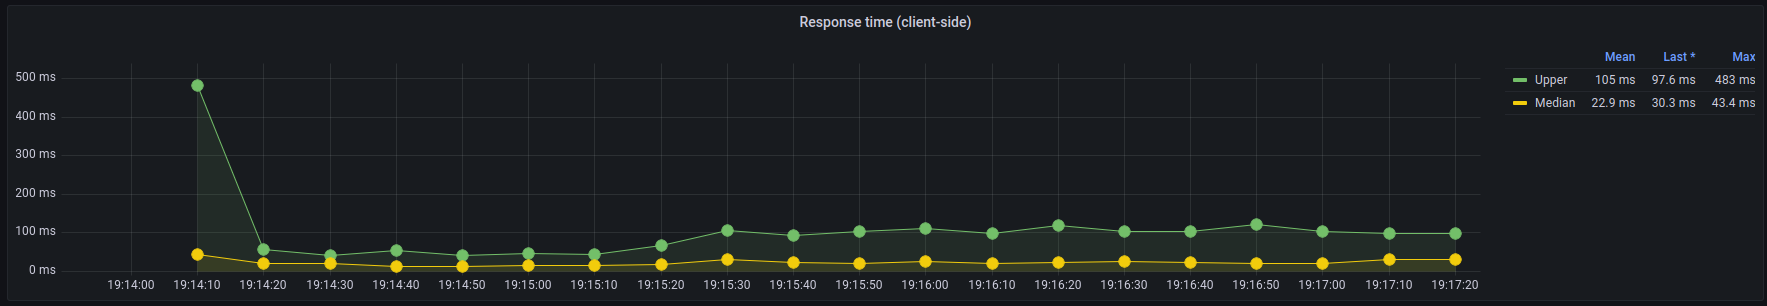 Response time (client-side)
Mean Last * Max
Upper 105 ms 97.6 ms 483 ms
Median 22.9 ms 30.3 ms 43.4 ms
500 ms
400 ms
300 ms
200 ms
100 ms
0 ms
19:14:00 19:14:10 19:14:20 19:14:30 19:14:40 19:14:50 19:15:00 19:15:10 19:15:20 19:15:30 19:15:40 19:15:50 19:16:00 19:16:10 19:16:20 19:16:30 19:16:40 19:16:50 19:17:00 19:17:10 19:17:20